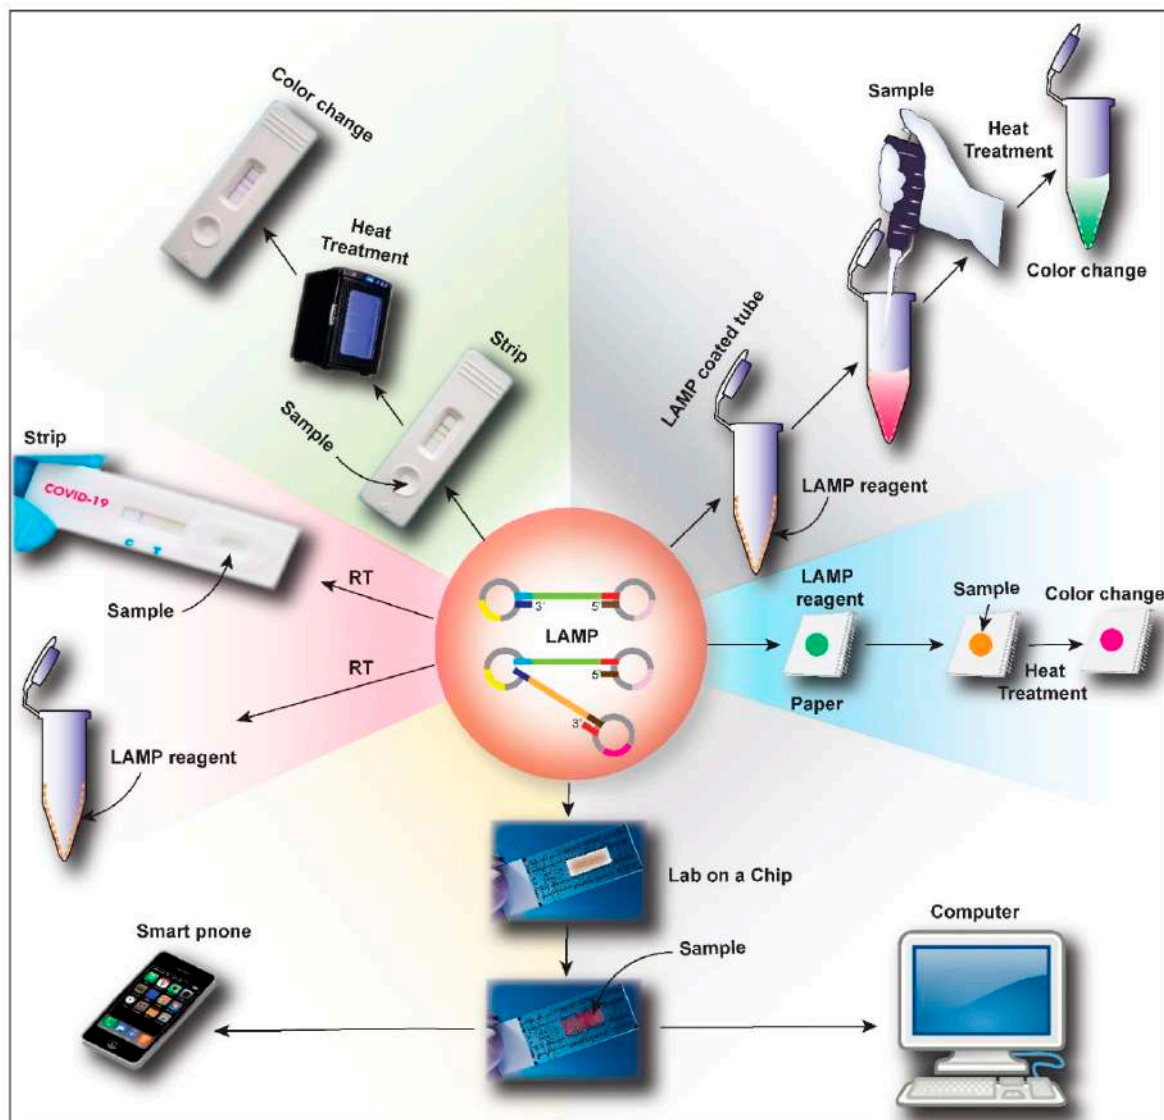 Color change
Sample
Heat
Treatment
Color change
Heat
Treatment
LAMP coated tube
Strip
Sample
LAMP reagent
Strip
COVID-19
C T
Sample
RT
RT
3'
5'
LAMP
5'
3'
LAMP
reagent
Paper
Sample
Heat
Treatment
Color change
LAMP reagent
Lab on a Chip
Sample
Smart pnone
Computer